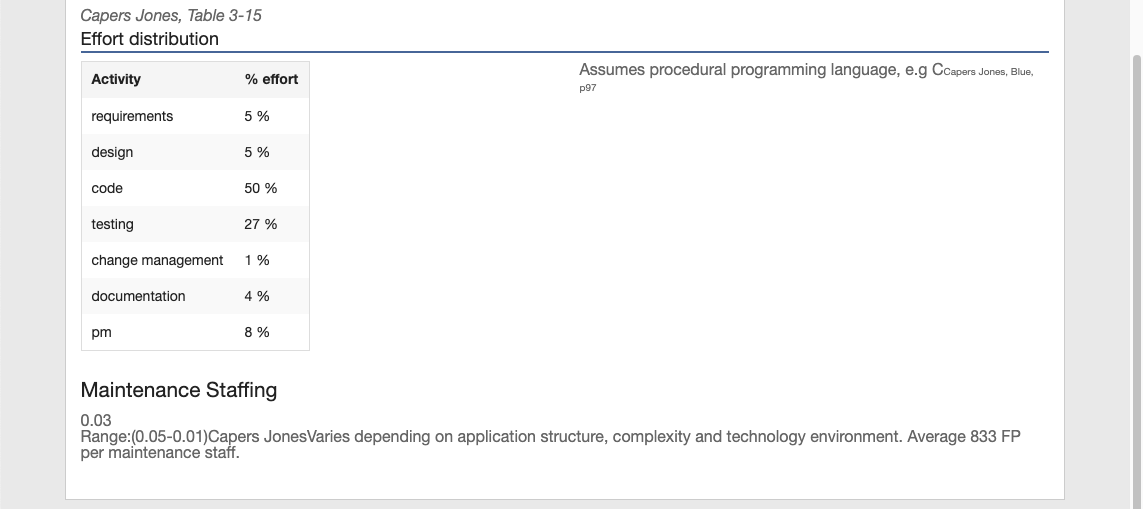 Capers Jones, Table 3-15
Effort distribution
Activity % effort
requirements 5 %
design 5 %
code 50 %
testing 27 %
change management 1 %
documentation 4 %
pm 8 %
Assumes procedural programming language, e.g CCapers Jones, Blue,
p97
Maintenance Staffing
0.03
Range:(0.05-0.01)Capers JonesVaries depending on application structure, complexity and technology environment. Average 833 FP
per maintenance staff.